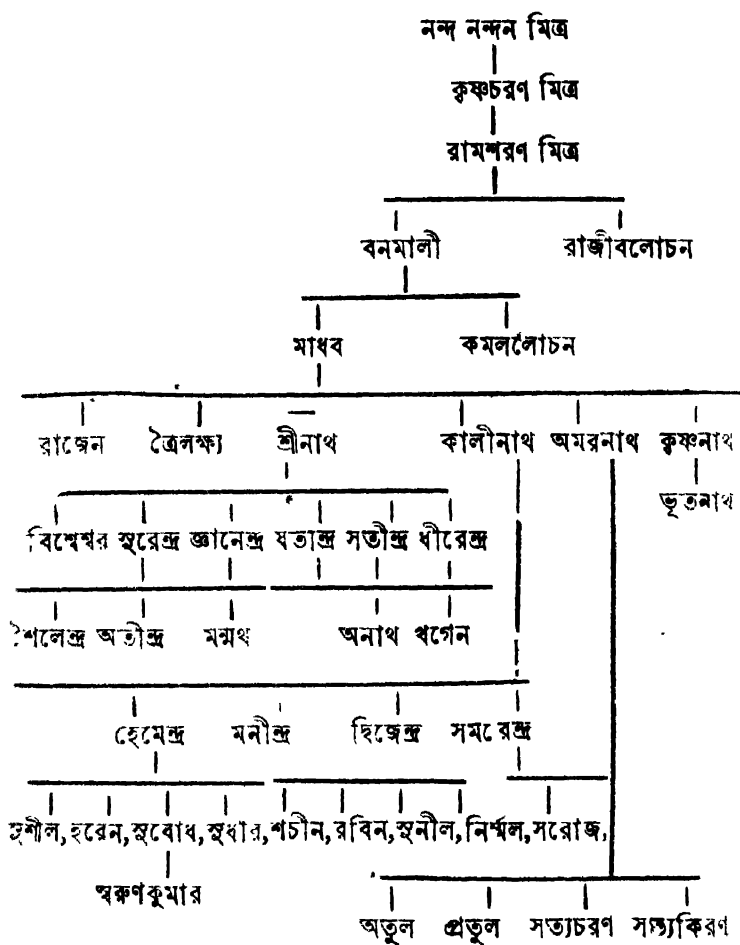 নন্দ নন্দন মিত্র
কৃষ্ণচরণ মিত্র
রামশরণ মিত্র
বনমালী রাজীবলোচন
মাধব কমললোচন
রাজেন ত্রৈলক্ষ্য শ্রীনাথ কালীনাথ অমরনাথ কৃষ্ণনাথ
ভূতনাথ
বিশ্বেশ্বর সুরেন্দ্র জ্ঞানেন্দ্র যতীন্দ্র সতীন্দ্র ধীরেন্দ্র
শৈলেন্দ্র অতীন্দ্র মন্মথ অনাথ খগেন
হেমেন্দ্র মনীন্দ্র দ্বিজেন্দ্র সমরেন্দ্র
সুশীল, হরেন, সুবোধ, সুধীর, শচীন, রবিন, সুনীল, নির্ম্মল, সরোজ,
অরুণকুমার
অতুল প্রতুল সত্যচরণ সত্যকিরণ